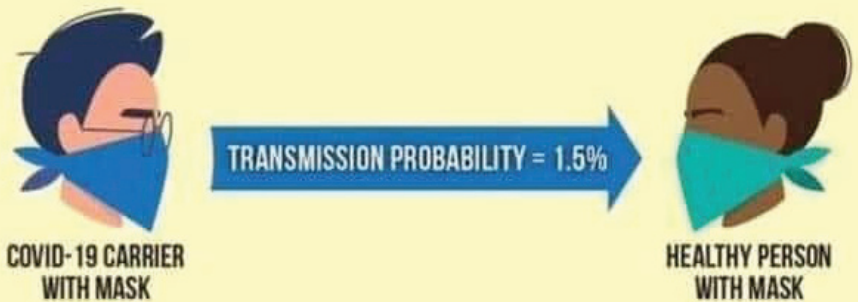 TRANSMISSION PROBABILITY = 1.5%
COVID-19 CARRIER
WITH MASK
HEALTHY PERSON
WITH MASK